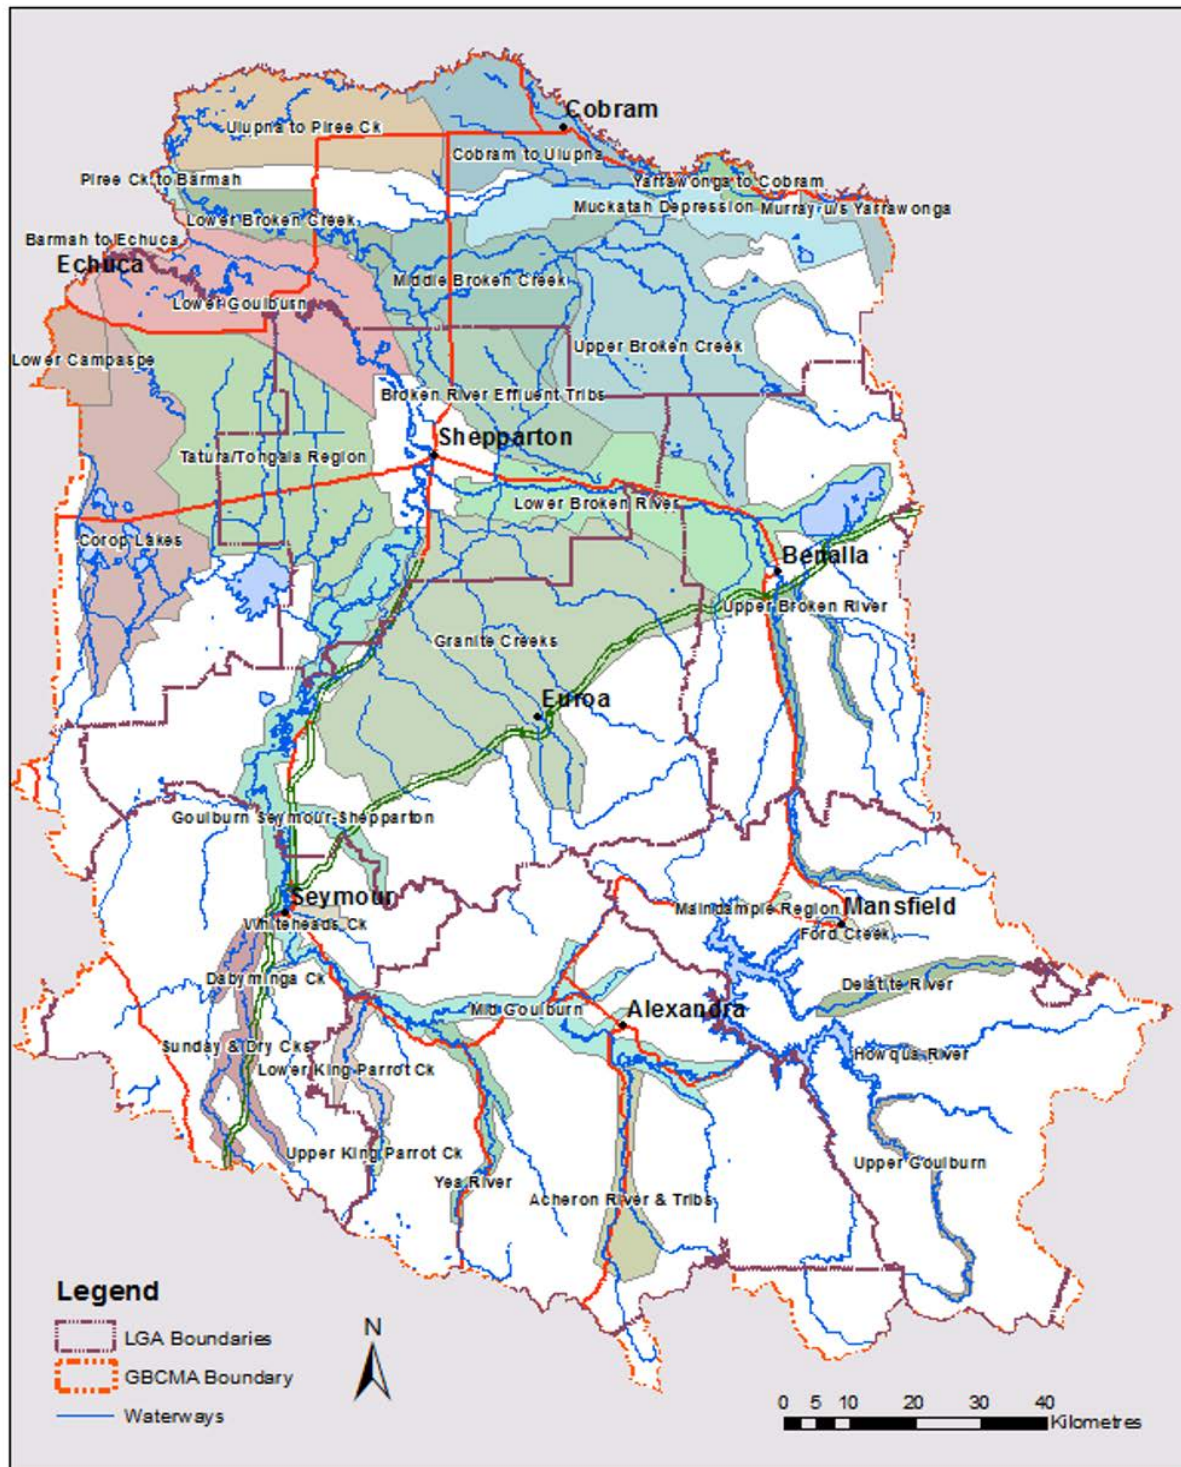 Cobram
Ulupna to Piree Ck
Cobram to Ulupna
Piree Ck to Barmah
Yarrawonga to Cobram
Muckatah Depression
Murray u/s Yarrawonga
Lower Broken Creek
Barmah to Echuca
Echuca
Middle Broken Creek
Lower Goulburn
Upper Broken Creek
Lower Campaspe
Broken River Effluent Tribs
Shepparton
Tatura/Tongala Region
Lower Broken River
Corop Lakes
Benalla
Upper Broken River
Granite Creeks
Euroa
Goulburn Seymour-Shepparton
Seymour
Maindample Region
Mansfield
Whiteheads Ck
Ford Creek
Dabyminga Ck
Delatite River
Mid Goulburn
Alexandra
Sunday & Dry Cks
Howqua River
Lower King Parrot Ck
Upper King Parrot Ck
Upper Goulburn
Yea River
Acheron River & Tribs
Legend
LGA Boundaries
GBCMA Boundary
Waterways
N
0 5 10 20 30 40
Kilometres